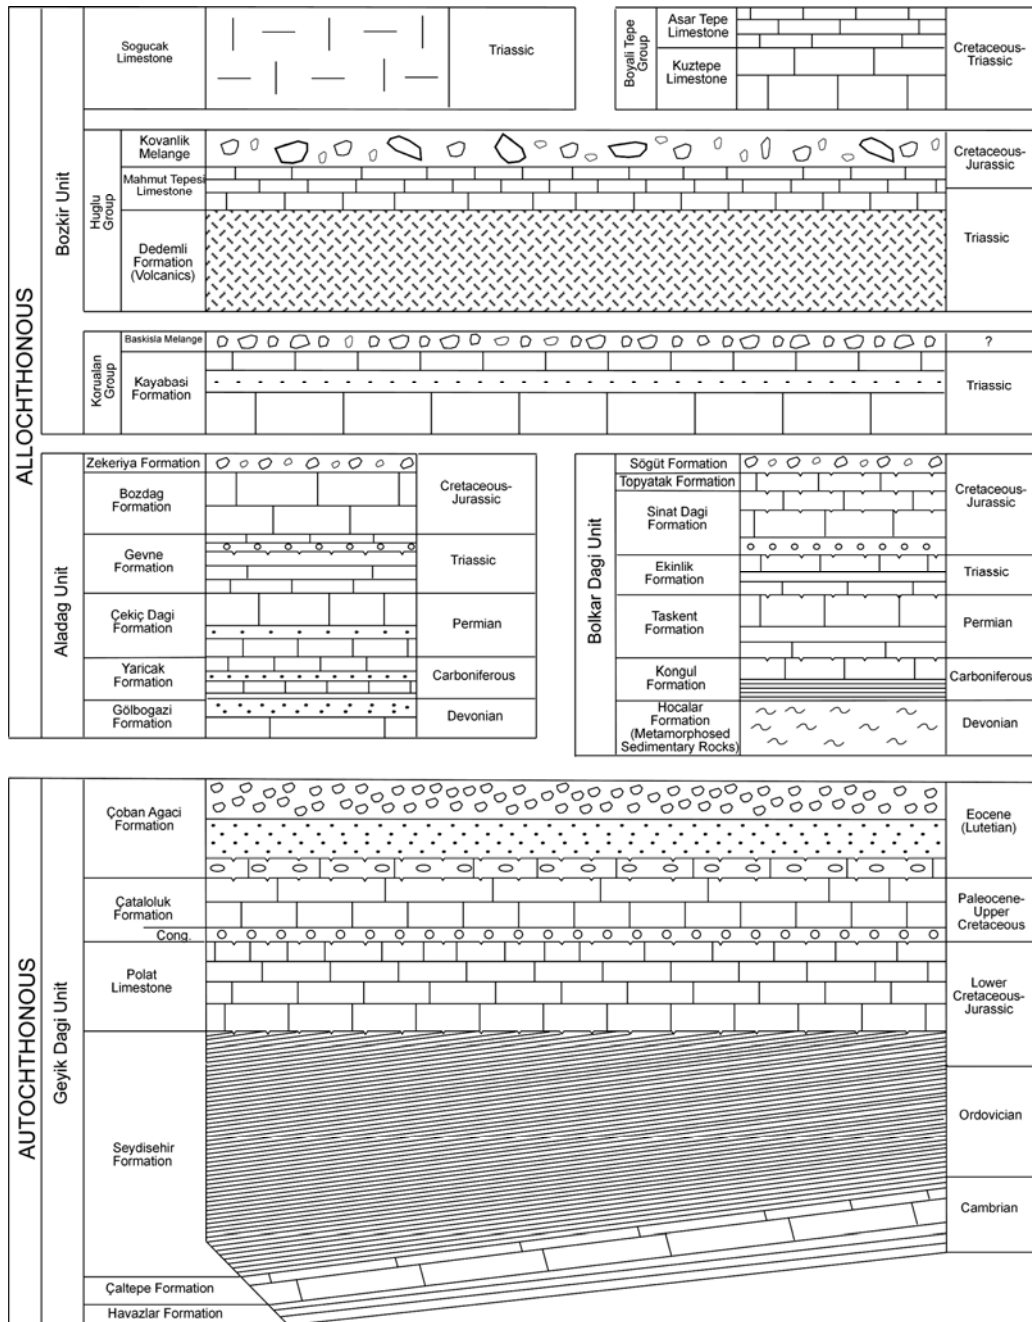 ALLOCHTHONOUS
Bozkir Unit
Sogucak
Limestone
Triassic
Boyali Tepe
Group
Asar Tepe
Limestone
Kuztepe
Limestone
Cretaceous-
Triassic
Huglu
Group
Kovanlik
Melange
Mahmut Tepesi
Limestone
Dedemli
Formation
(Volcanics)
Cretaceous-
Jurassic
Triassic
Korualan
Group
Baskisla Melange
?
Kayabasi
Formation
Triassic
Aladag Unit
Zekeriya Formation
Bozdag
Formation
Cretaceous-
Jurassic
Gevne
Formation
Triassic
Çekiç Dagi
Formation
Permian
Yaricak
Formation
Carboniferous
Gölbogazi
Formation
Devonian
Bolkar Dagi Unit
Sögüt Formation
Topyatak Formation
Sinat Dagi
Formation
Cretaceous-
Jurassic
Ekinlik
Formation
Triassic
Taskent
Formation
Permian
Kongul
Formation
Carboniferous
Hocalar
Formation
(Metamorphosed
Sedimentary Rocks)
Devonian
AUTOCHTHONOUS
Geyik Dagi Unit
Çoban Agaci
Formation
Eocene
(Lutetian)
Çataloluk
Formation
Cong.
Paleocene-
Upper
Cretaceous
Polat
Limestone
Lower
Cretaceous-
Jurassic
Seydisehir
Formation
Ordovician
Cambrian
Çaltepe Formation
Havazlar Formation